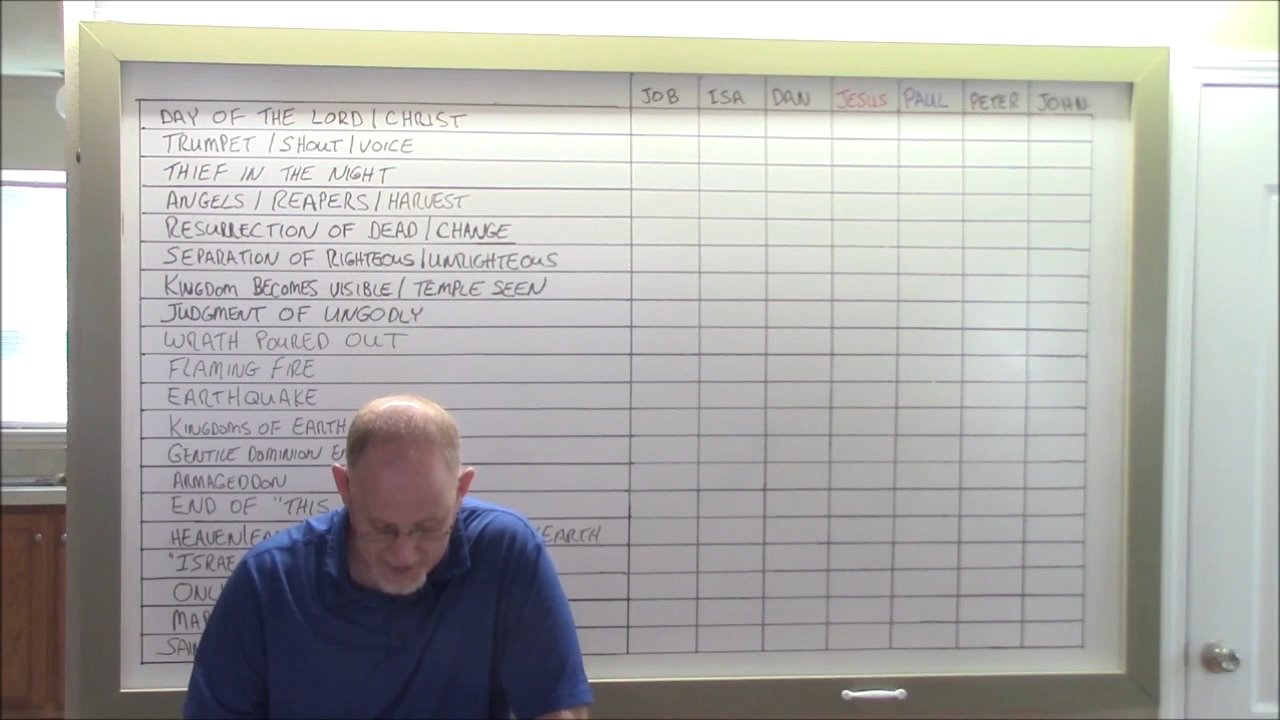 JOB ISA DAN JESUS PAUL PETER JOHN
DAY OF THE LORD / CHRIST
TRUMPET / SHOUT / VOICE
THIEF IN THE NIGHT
ANGELS / REAPERS / HARVEST
RESURRECTION OF DEAD / CHANGE
SEPARATION OF RIGHTEOUS / UNRIGHTEOUS
KINGDOM BECOMES VISIBLE / TEMPLE SEEN
JUDGMENT OF UNGODLY
WRATH POURED OUT
FLAMING FIRE
EARTHQUAKE
KINGDOMS OF EARTH
GENTILE DOMINION
ARMAGEDDON
END OF "THIS
HEAVEN/ EARTH